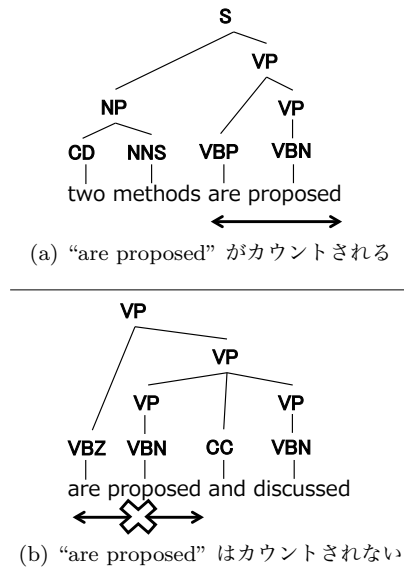 S
VP
NP VP
CD NNS VBP VBN
two methods are proposed
(a) “are proposed” がカウントされる
VP
VP
VP VP
VBZ VBN CC VBN
are proposed and discussed
(b) “are proposed” はカウントされない